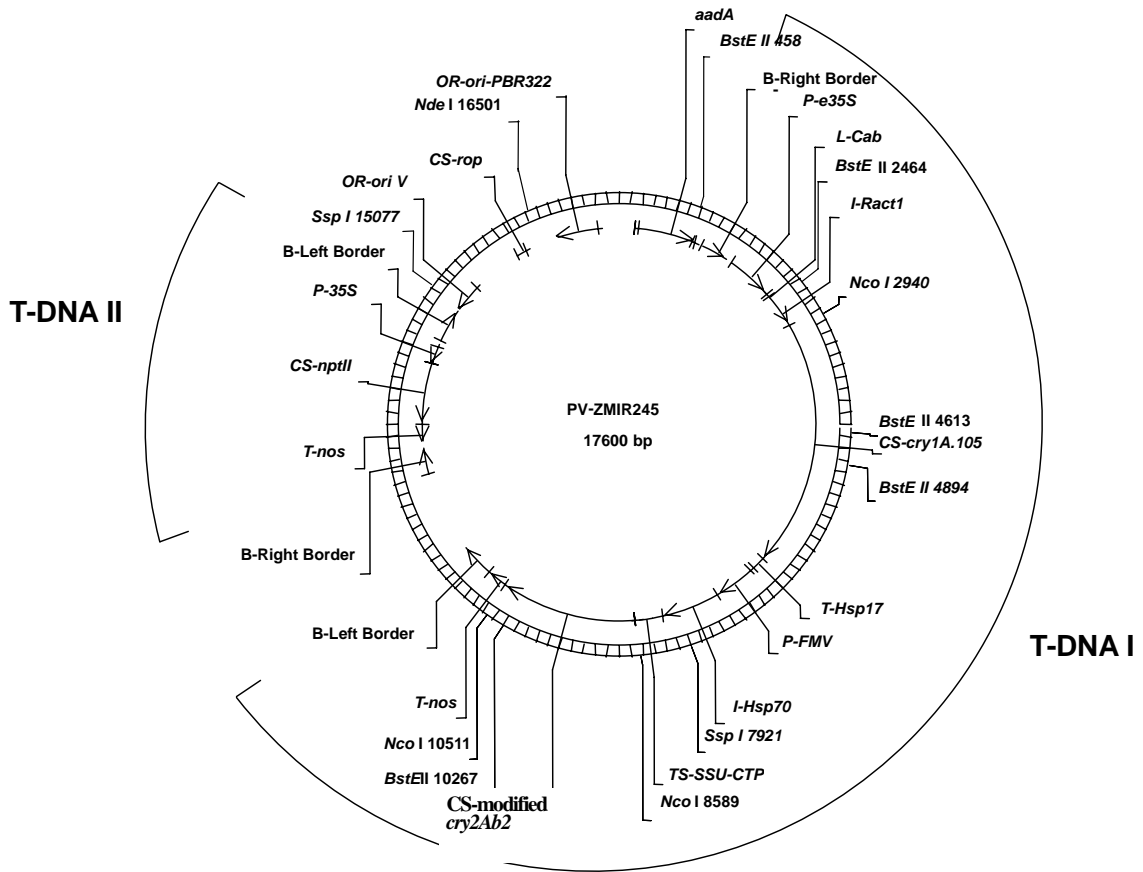 aadA
BstE II 458
B-Right Border
P-e35S
OR-ori-PBR322
Nde I 16501
L-Cab
BstE II 2464
CS-rop
I-Ract1
OR-ori V
Ssp I 15077
B-Left Border
Nco I 2940
P-35S
T-DNA II
CS-nptII
PV-ZMIR245
17600 bp
BstE II 4613
CS-cry1A.105
T-nos
BstE II 4894
B-Right Border
T-Hsp17
B-Left Border
P-FMV
T-DNA I
T-nos
I-Hsp70
Ssp I 7921
Nco I 10511
BstEII 10267
TS-SSU-CTP
CS-modified
cry2Ab2
Nco I 8589